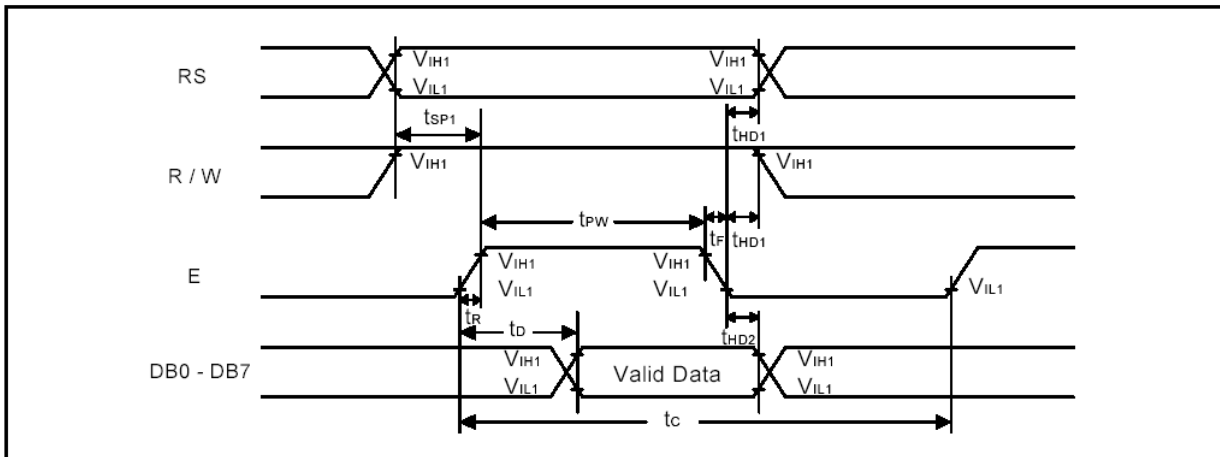 RS
VIH1
VIH1
VIL1
VIL1
tSP1
tHD1
R / W
VIH1
VIH1
tPW
tF
tHD1
E
VIH1
VIH1
VIL1
VIL1
VIL1
tR
tD
tHD2
DB0 - DB7
VIH1
Valid Data
VIH1
VIL1
VIL1
tC